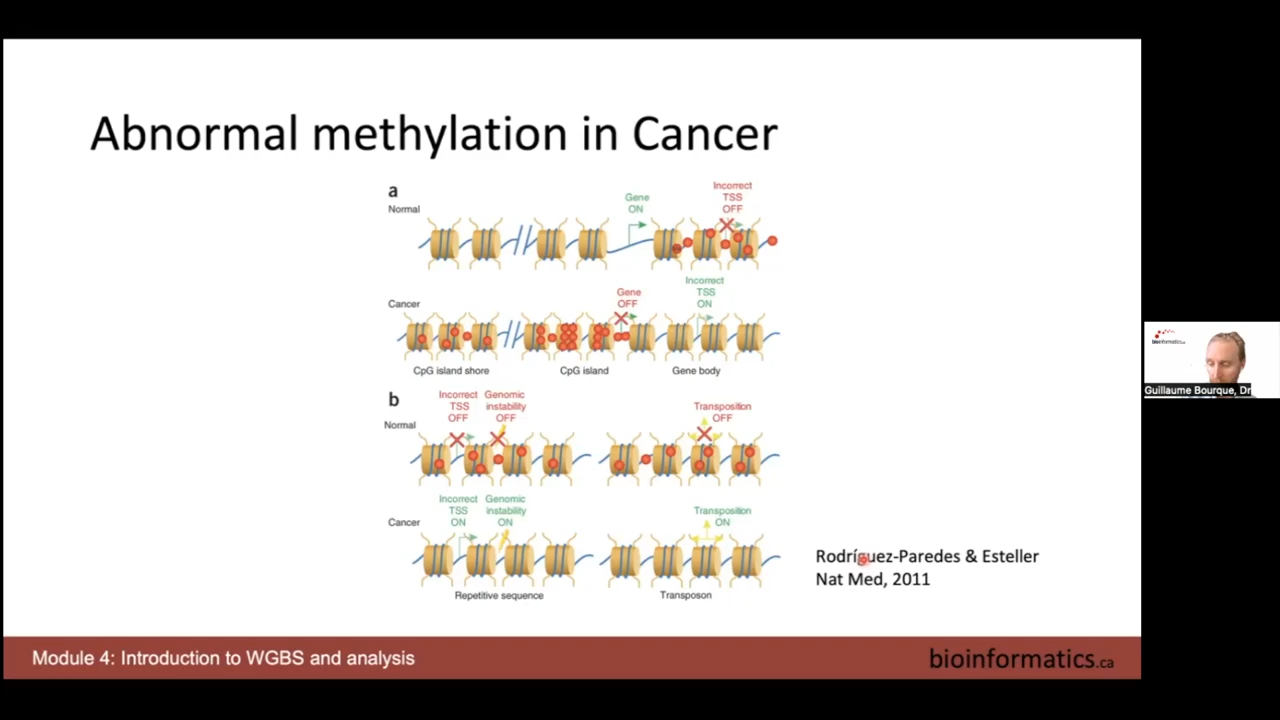 Abnormal methylation in Cancer
a
Normal
Gene
ON
Incorrect
TSS
OFF
Cancer
Gene
OFF
Incorrect
TSS
ON
CpG island shore
CpG island
Gene body
b
Normal
Incorrect
TSS
OFF
Genomic
instability
OFF
Transposition
OFF
Cancer
Incorrect
TSS
ON
Genomic
instability
ON
Transposition
ON
Repetitive sequence
Transposon
Rodríguez-Paredes & Esteller
Nat Med, 2011
Module 4: Introduction to WGBS and analysis
bioinformatics.ca
bioinformatics.ca
Guillaume Bourque, Dr